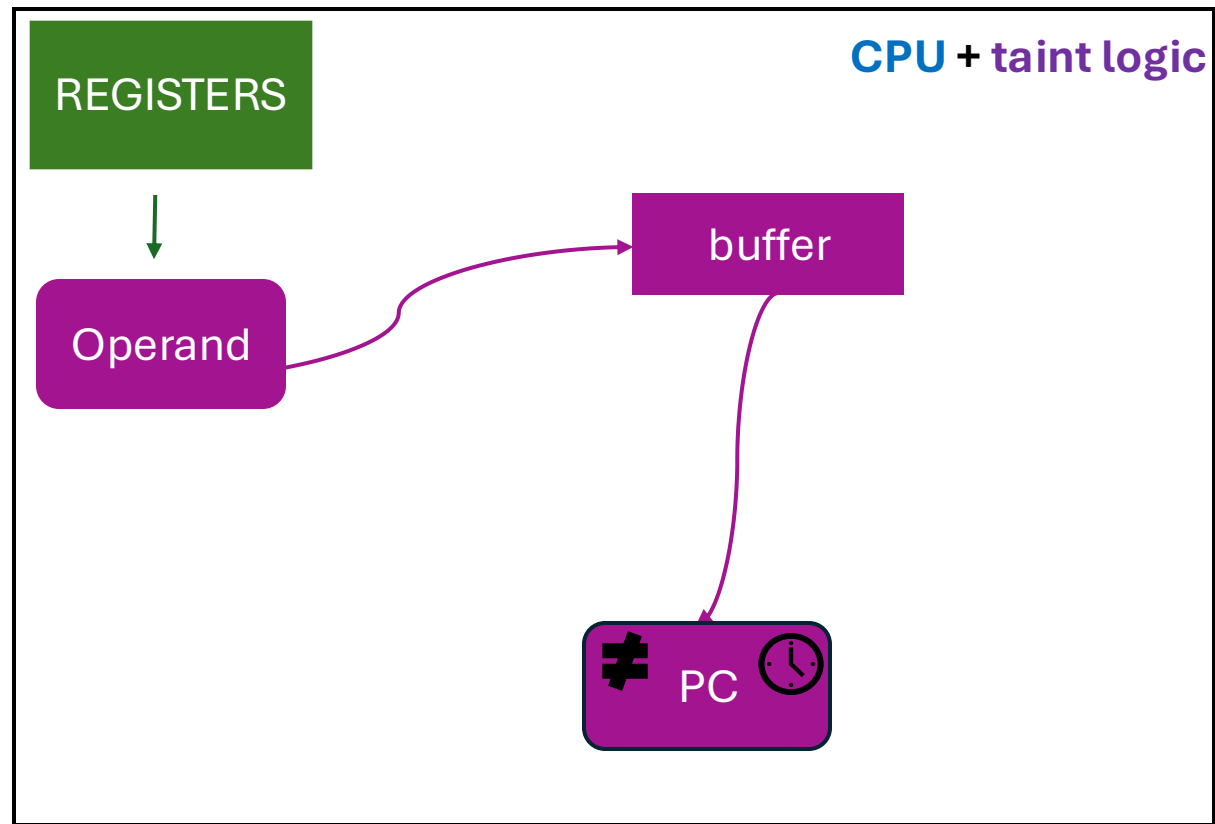 REGISTERS
CPU + taint logic
buffer
Operand
≠
PC